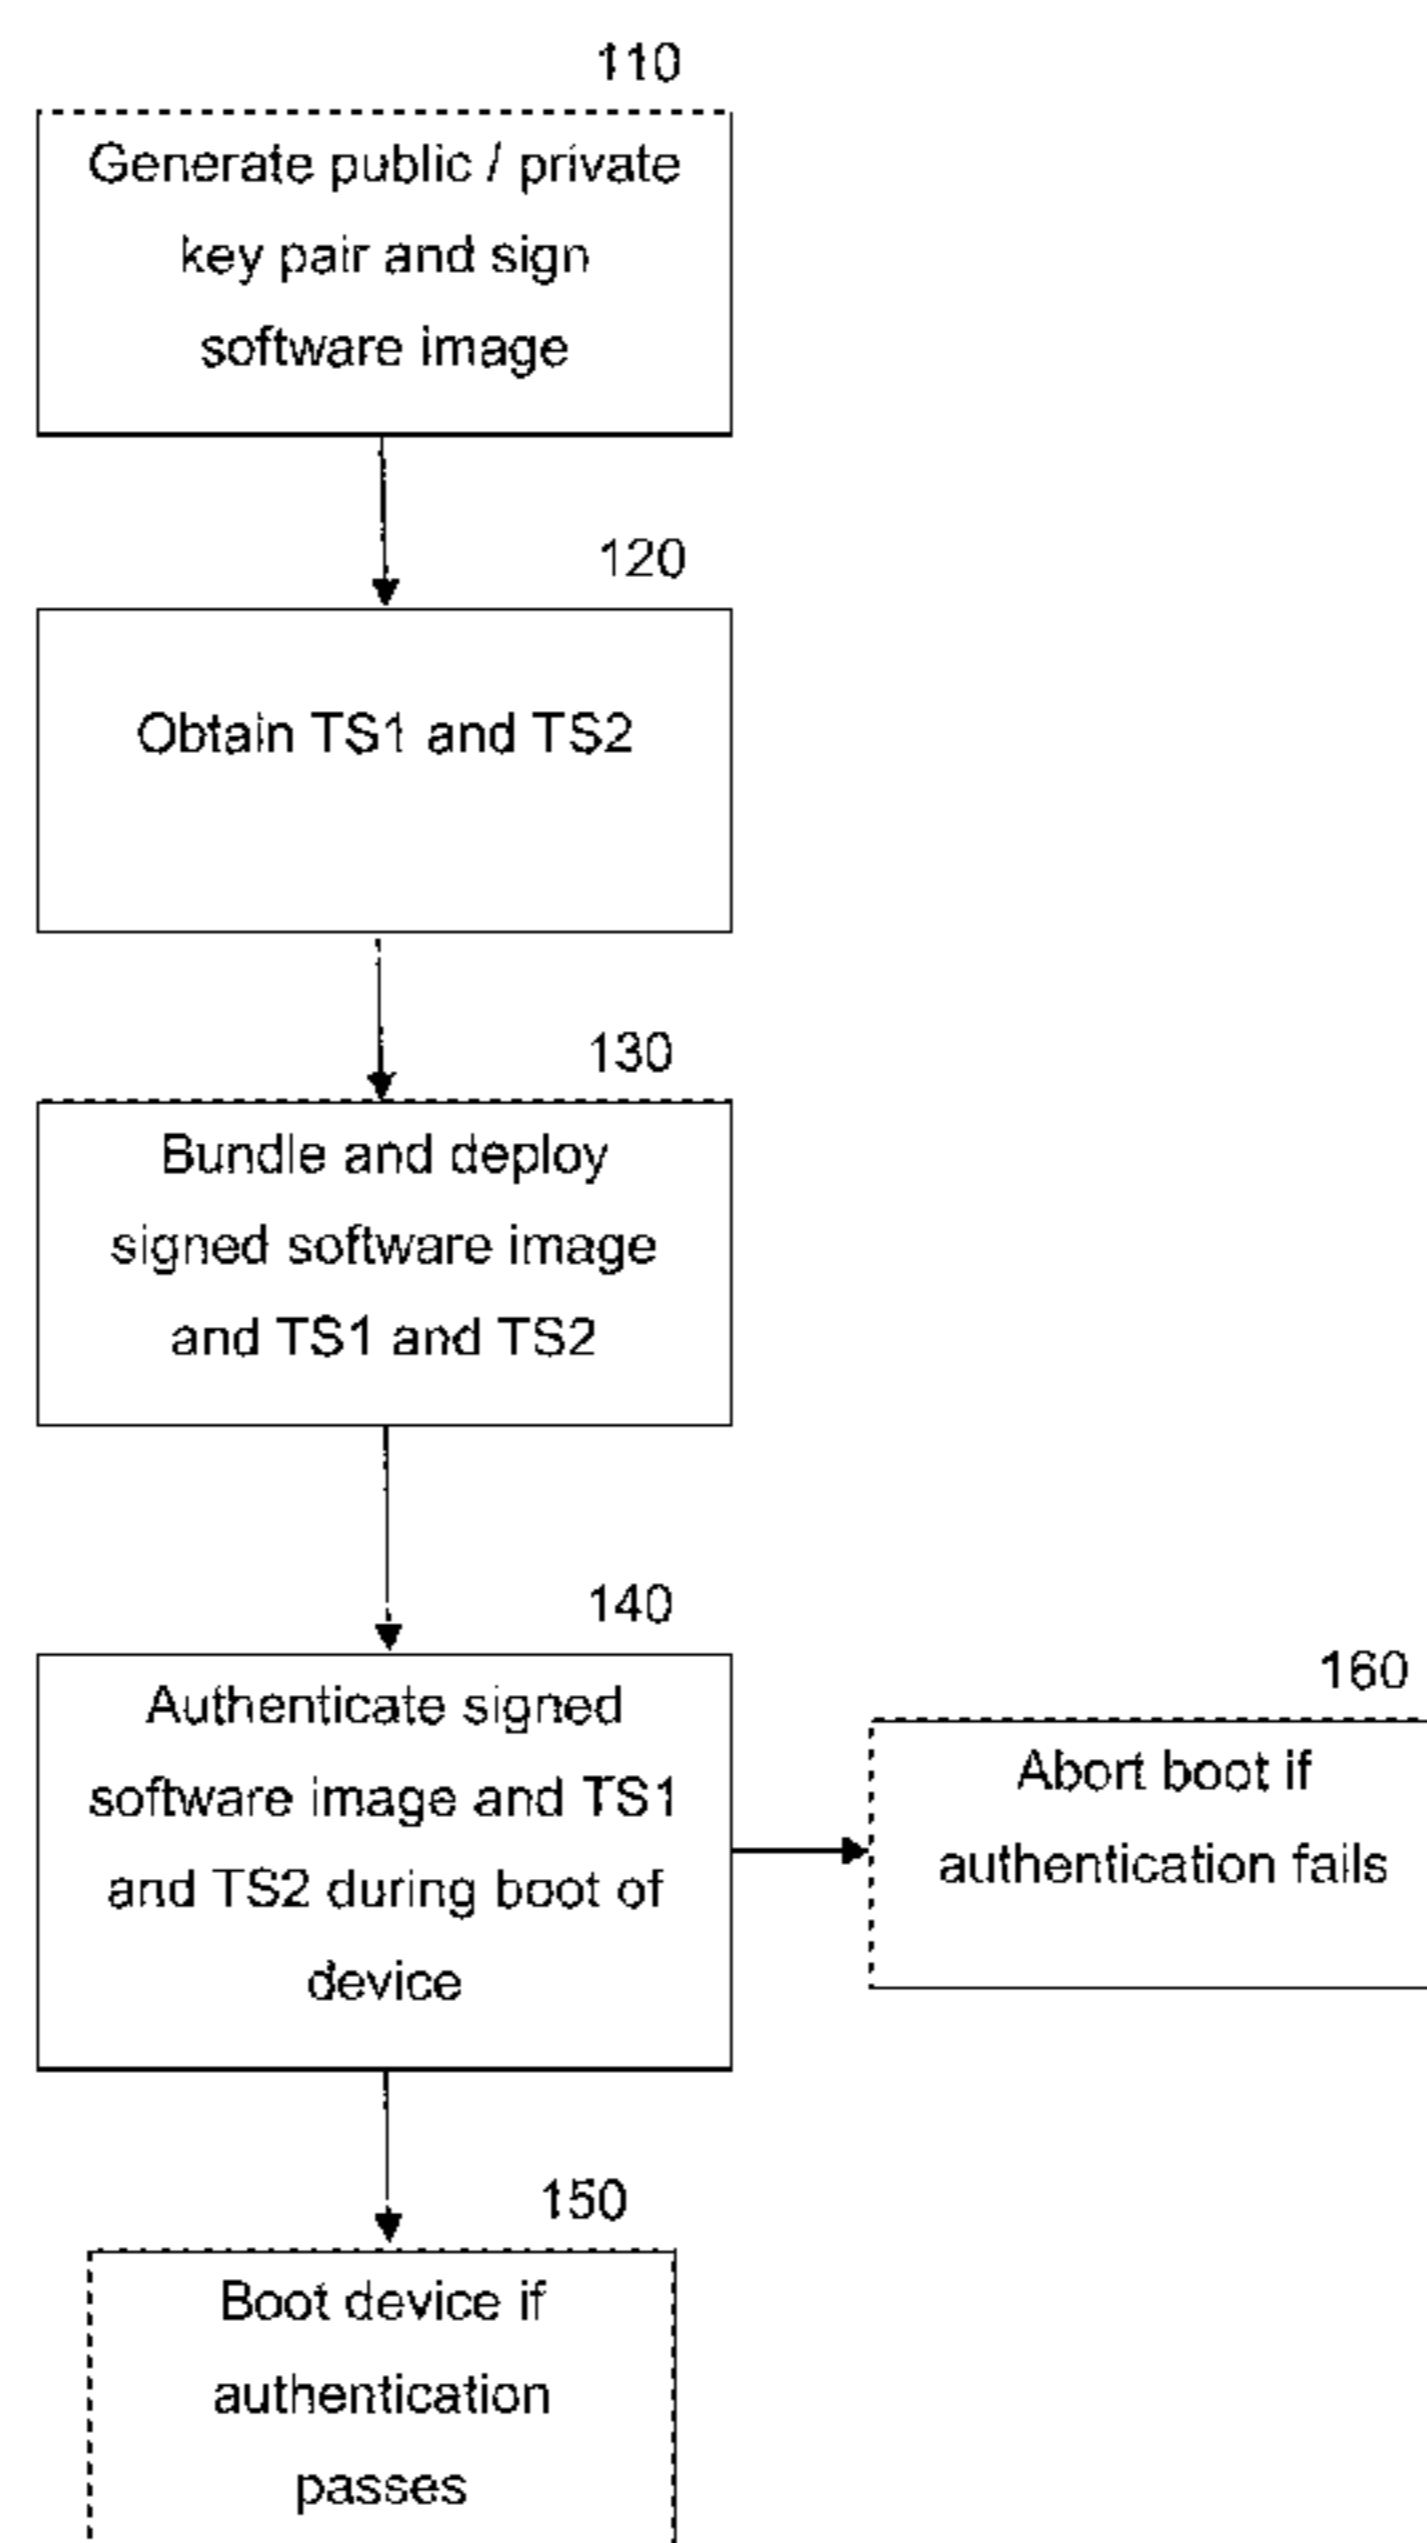 110
Generate public / private
key pair and sign
software image
120
Obtain TS1 and TS2
130
Bundle and deploy
signed software image
and TS1 and TS2
140
Authenticate signed
software image and TS1
and TS2 during boot of
device
160
Abort boot if
authentication fails
150
Boot device if
authentication
passes